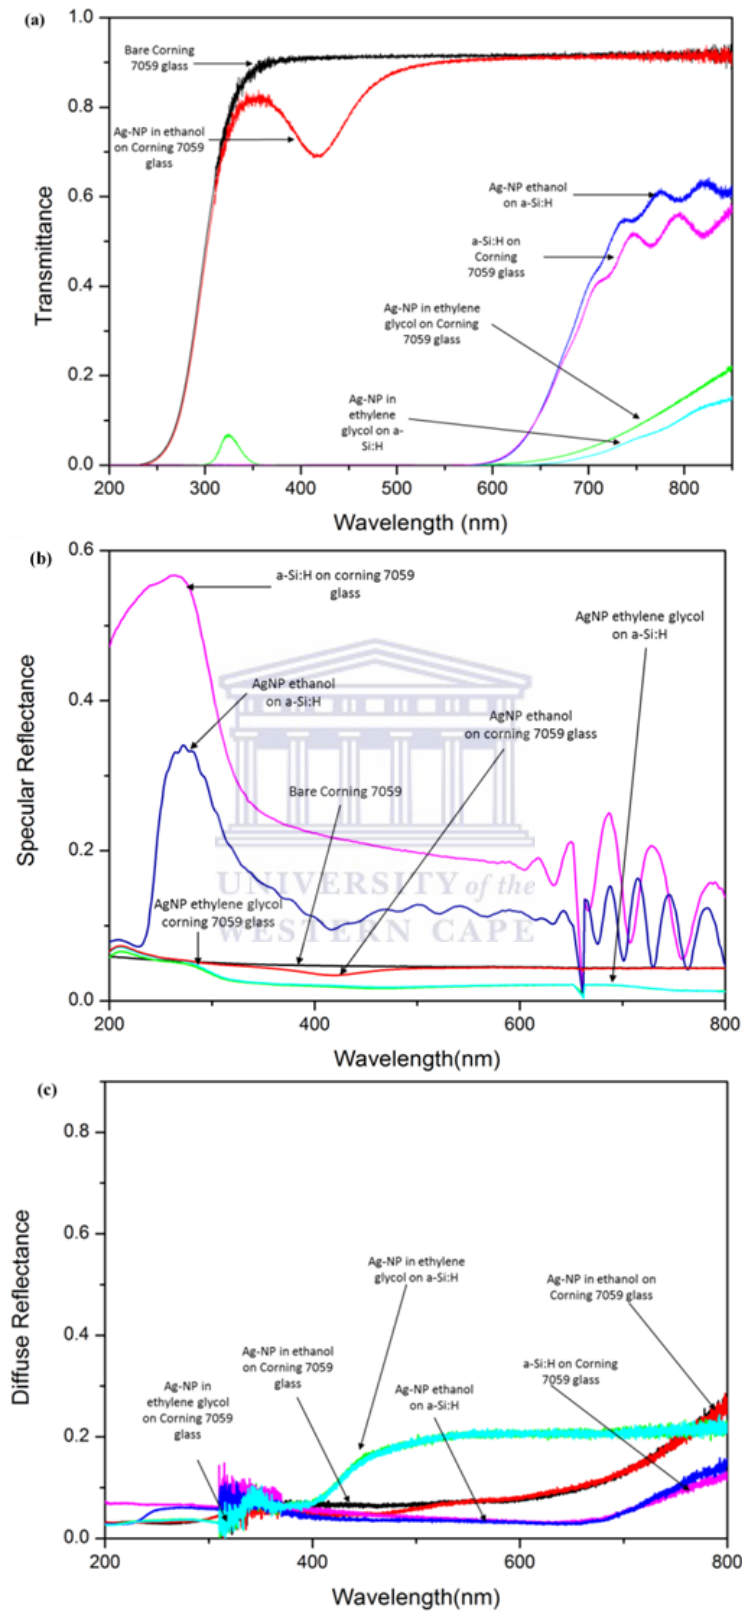 (a)
1.0
0.8
0.6
0.4
0.2
0.0
Transmittance
Bare Corning
7059 glass
Ag-NP in ethanol
on Corning 7059
glass
Ag-NP ethanol
on a-Si:H
a-Si:H on
Corning
7059 glass
Ag-NP in ethylene
glycol on Corning
7059 glass
Ag-NP in
ethylene
glycol on a-
Si:H
200 300 400 500 600 700 800
Wavelength (nm)
(b)
0.6
0.4
0.2
0.0
Specular Reflectance
a-Si:H on corning 7059
glass
AgNP ethylene glycol
on a-Si:H
AgNP ethanol
on a-Si:H
AgNP ethanol
on corning 7059 glass
Bare Corning 7059
UNIVERSITY of the
WESTERN CAPE
AgNP ethylene glycol
corning 7059 glass
200 400 600 800
Wavelength(nm)
(c)
0.8
0.6
0.4
0.2
0.0
Diffuse Reflectance
Ag-NP in ethylene
glycol on a-Si:H
Ag-NP in ethanol on
Corning 7059 glass
Ag-NP in ethanol
on Corning 7059
glass
a-Si:H on Corning
7059 glass
Ag-NP in
ethylene glycol
on Corning 7059
glass
Ag-NP ethanol
on a-Si:H
200 400 600 800
Wavelength(nm)